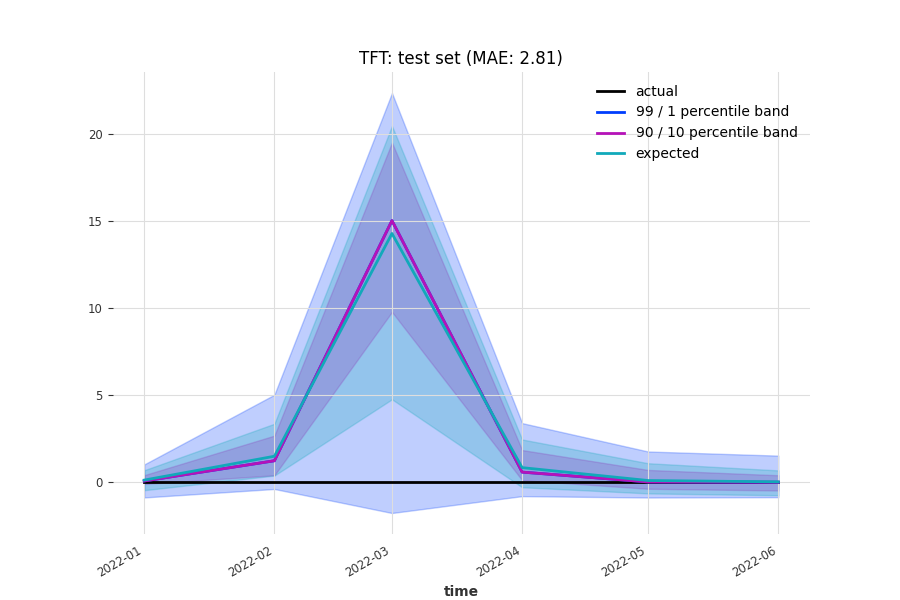 TFT: test set (MAE: 2.81)
actual
99 / 1 percentile band
90 / 10 percentile band
expected
20
15
10
5
0
2022-01
2022-02
2022-03
2022-04
2022-05
2022-06
time